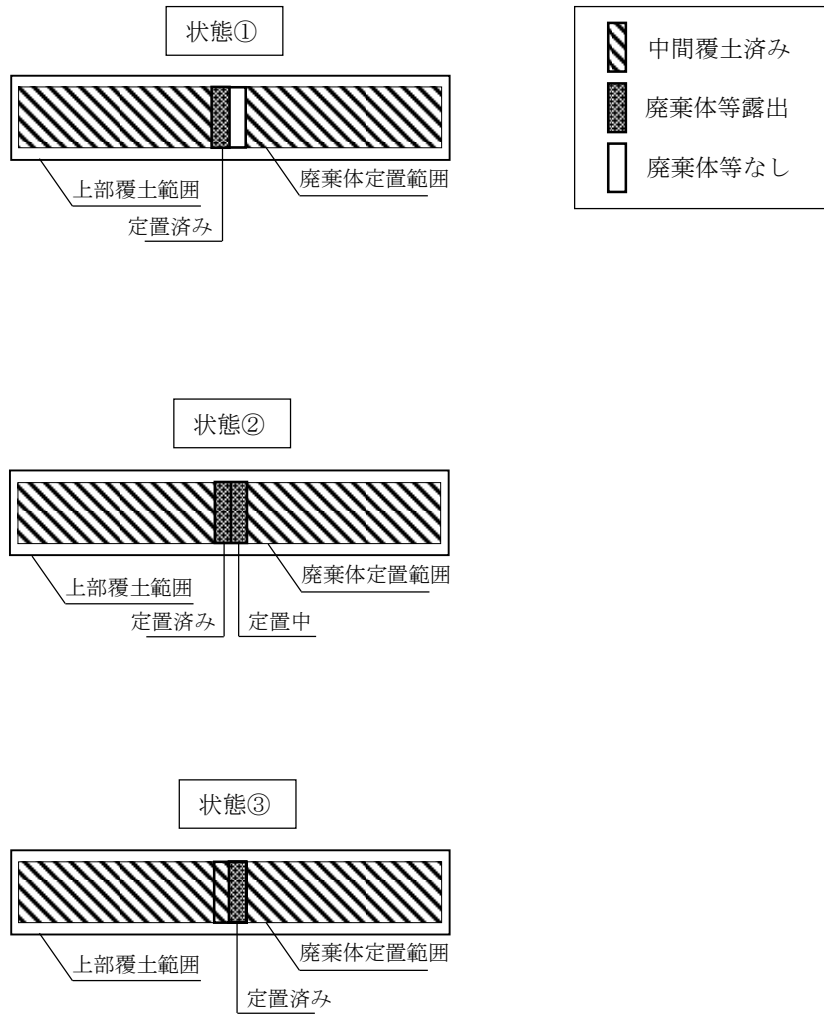 状態①
中間覆土済み
廃棄体等露出
廃棄体等なし
上部覆土範囲
廃棄体定置範囲
定置済み
状態②
上部覆土範囲
廃棄体定置範囲
定置済み
定置中
状態③
上部覆土範囲
廃棄体定置範囲
定置済み